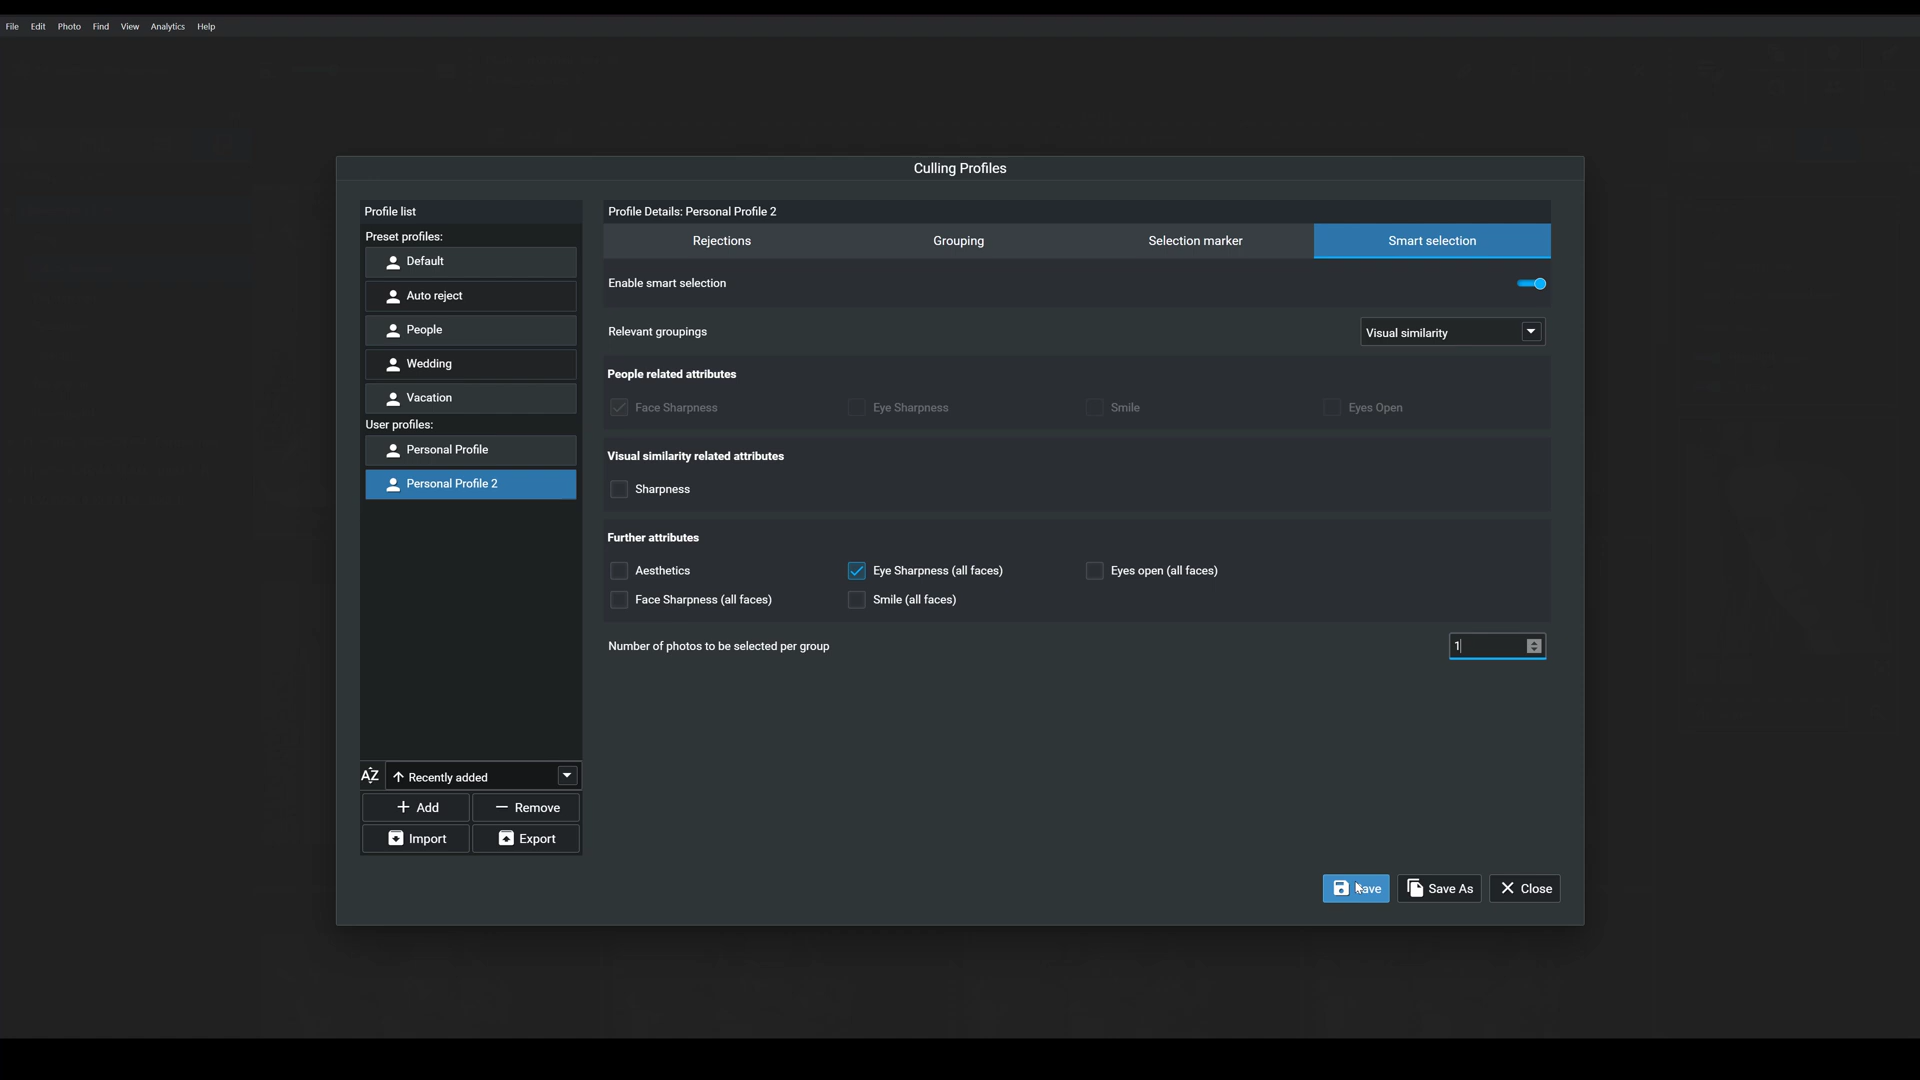 File Edit Photo Find View Analytics Help
Culling Profiles
Profile list
Preset profiles:
Default
Auto reject
People
Wedding
Vacation
User profiles:
Personal Profile
Personal Profile 2
AZ Recently added
Add Remove
Import Export
Profile Details: Personal Profile 2
Rejections Grouping Selection marker Smart selection
Enable smart selection
Relevant groupings Visual similarity
People related attributes
Face Sharpness Eye Sharpness Smile Eyes Open
Visual similarity related attributes
Sharpness
Further attributes
Aesthetics Eye Sharpness (all faces) Eyes open (all faces)
Face Sharpness (all faces) Smile (all faces)
Number of photos to be selected per group 1
Save Save As Close